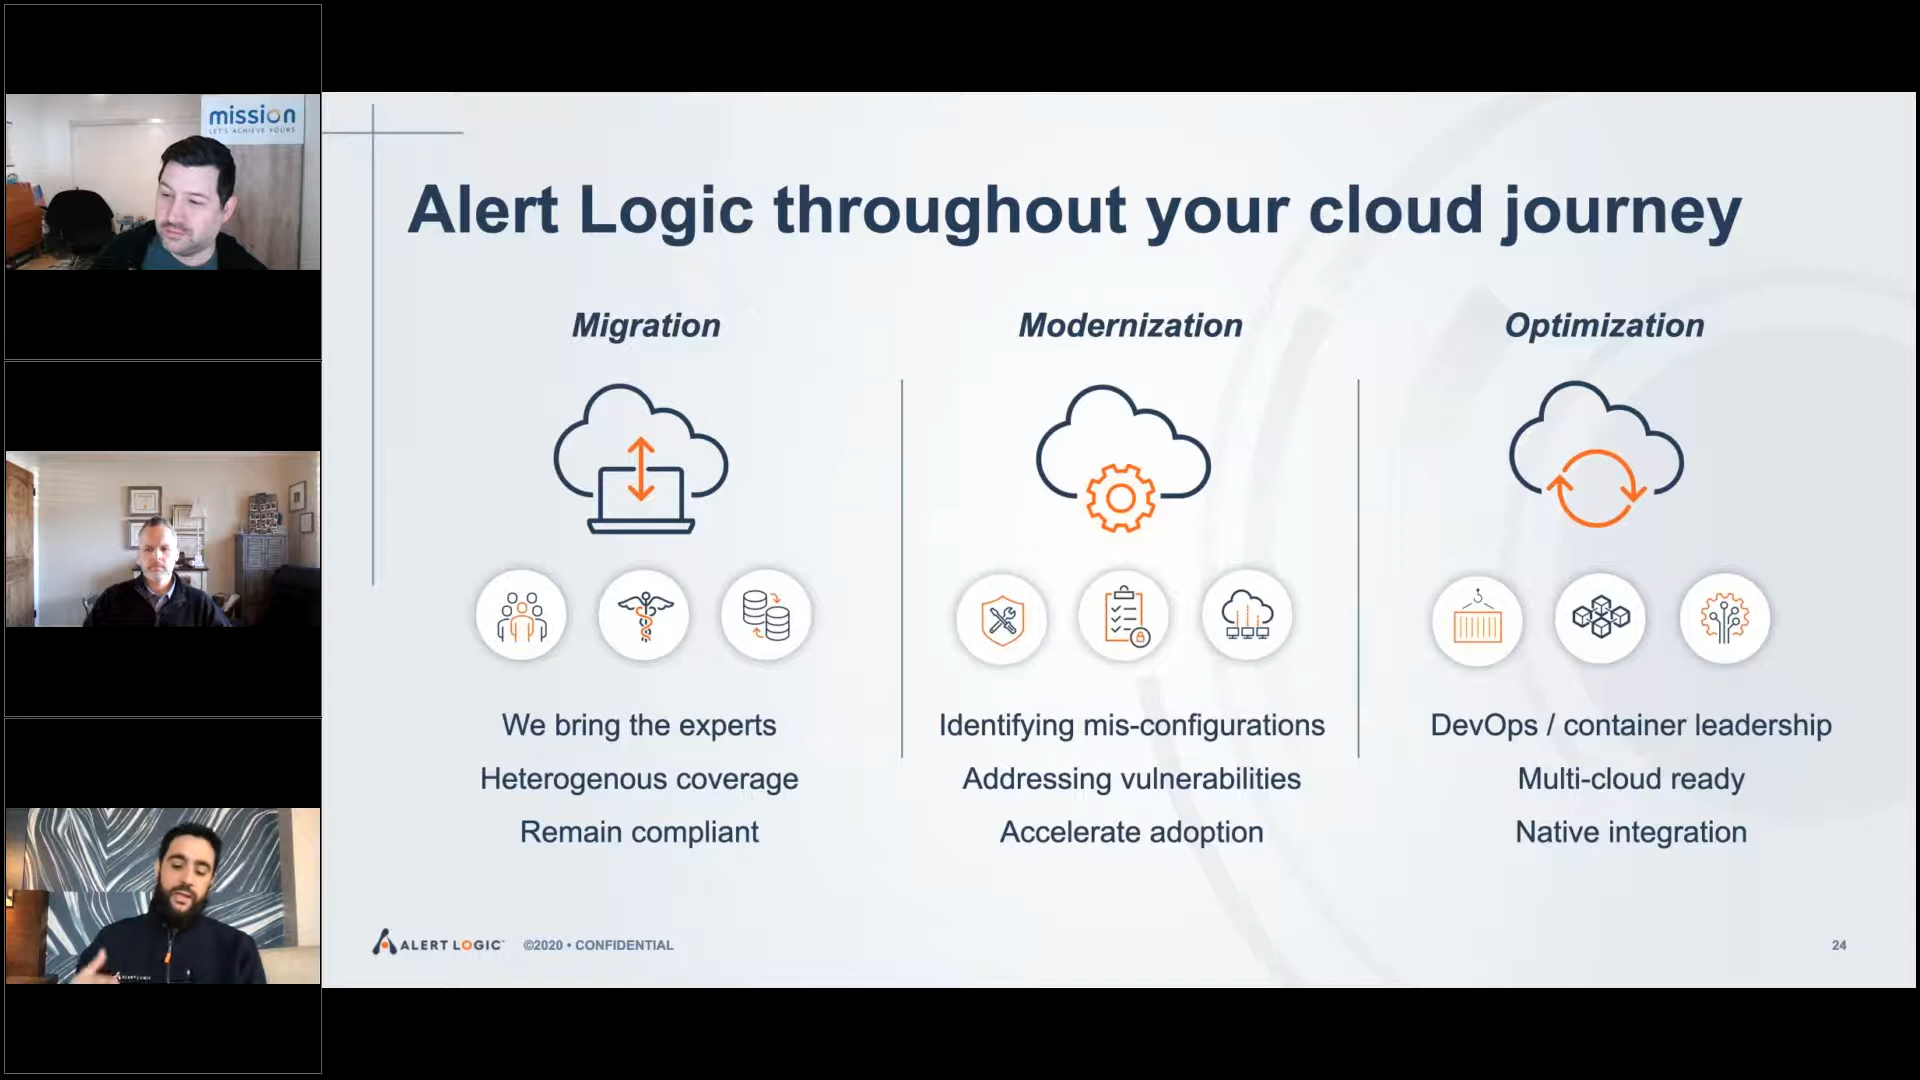 mission
LET'S ACHIEVE YOURS
Alert Logic throughout your cloud journey
Migration
Modernization
Optimization
We bring the experts
Heterogenous coverage
Remain compliant
Identifying mis-configurations
Addressing vulnerabilities
Accelerate adoption
DevOps / container leadership
Multi-cloud ready
Native integration
ALERT LOGIC
ALERT LOGIC ©2020 • CONFIDENTIAL
24